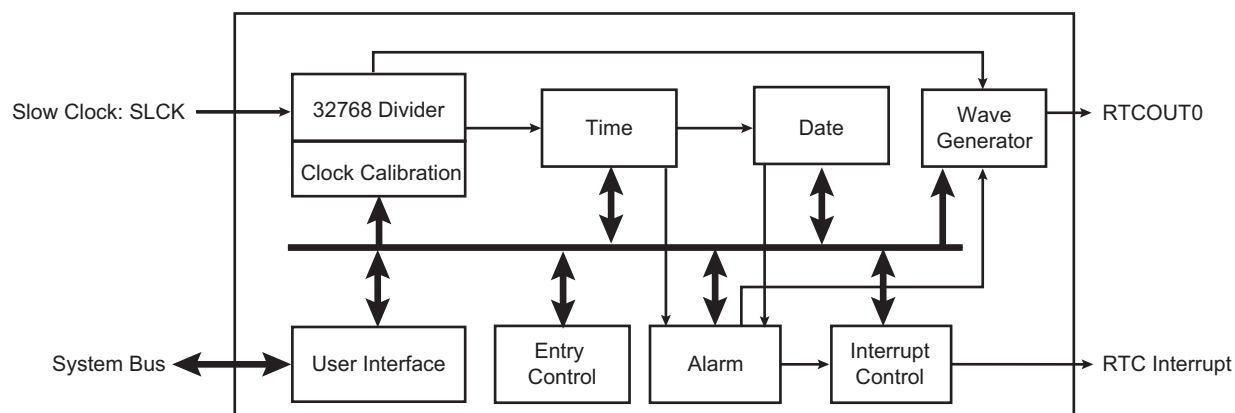 Slow Clock: SLCK
32768 Divider
Clock Calibration
Time
Date
Wave
Generator
RTCOUT0
System Bus
User Interface
Entry
Control
Alarm
Interrupt
Control
RTC Interrupt